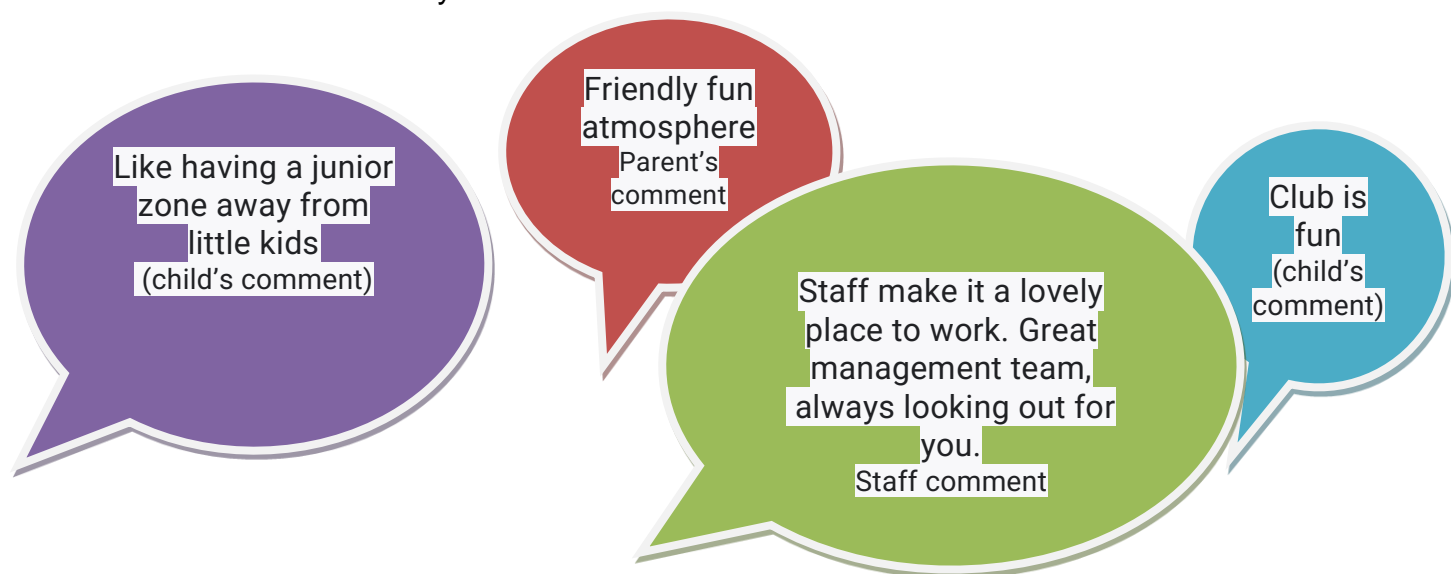 Like having a junior
zone away from
little kids
(child’s comment)
Friendly fun
atmosphere
Parent’s
comment
Staff make it a lovely
place to work. Great
management team,
always looking out for
you.
Staff comment
Club is
fun
(child’s
comment)